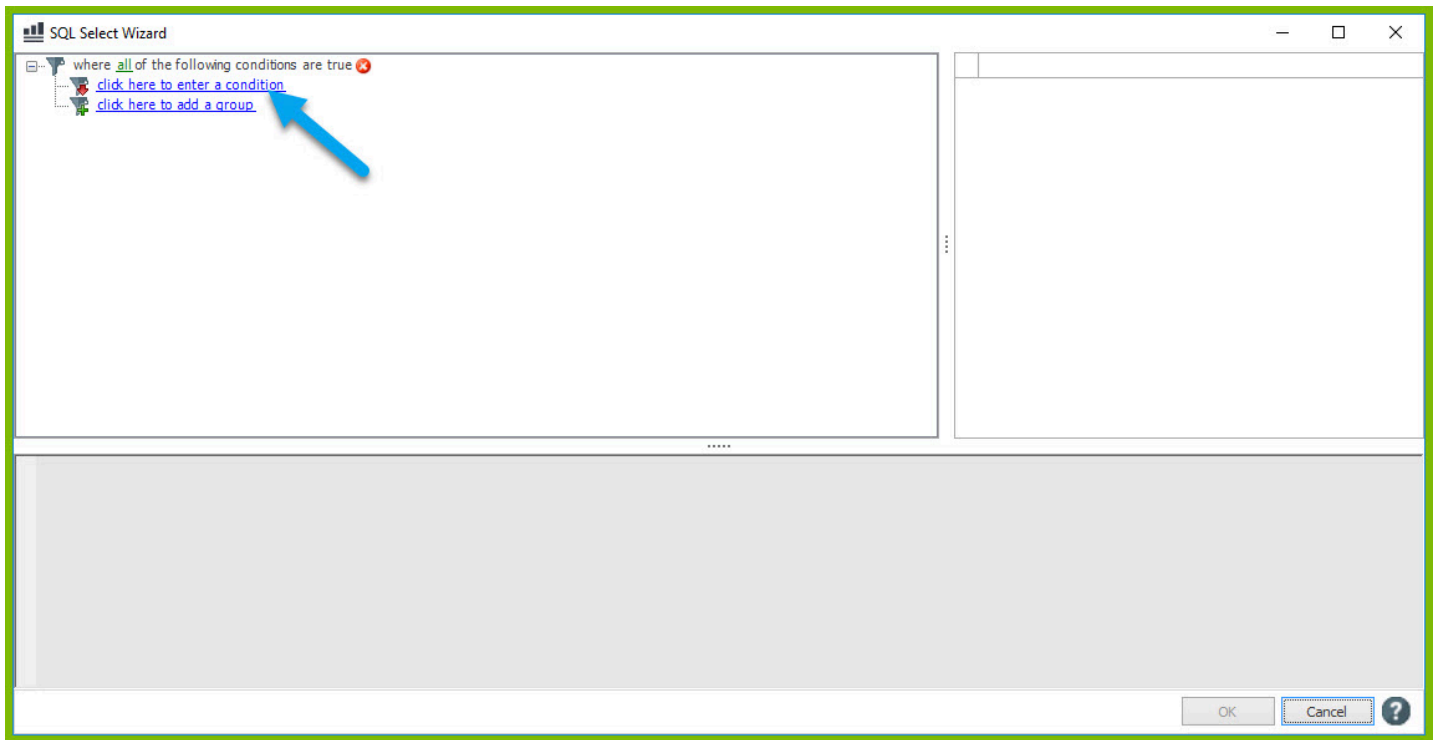 SQL Select Wizard
where all of the following conditions are true
click here to enter a condition
click here to add a group
OK Cancel ?